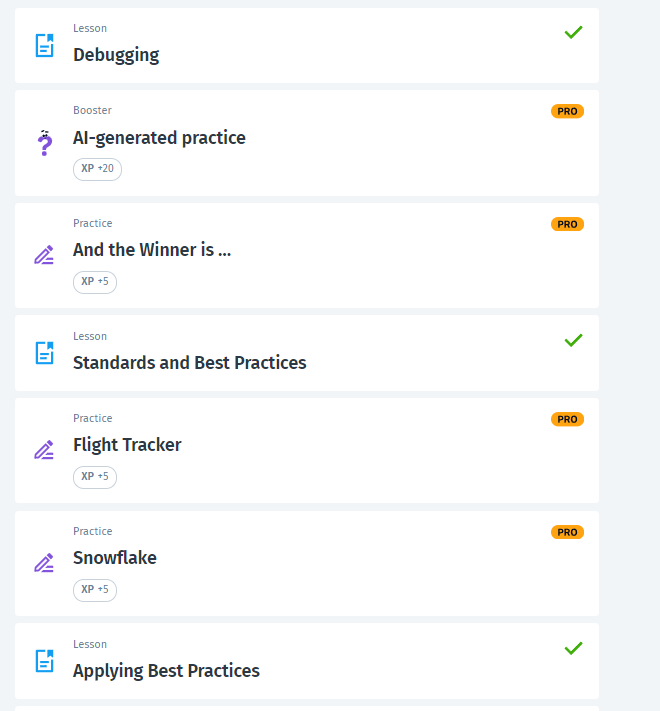 Lesson
Debugging
Booster
PRO
AI-generated practice
XP +20
Practice
PRO
And the Winner is ...
XP +5
Lesson
Standards and Best Practices
Practice
PRO
Flight Tracker
XP +5
Practice
PRO
Snowflake
XP +5
Lesson
Applying Best Practices